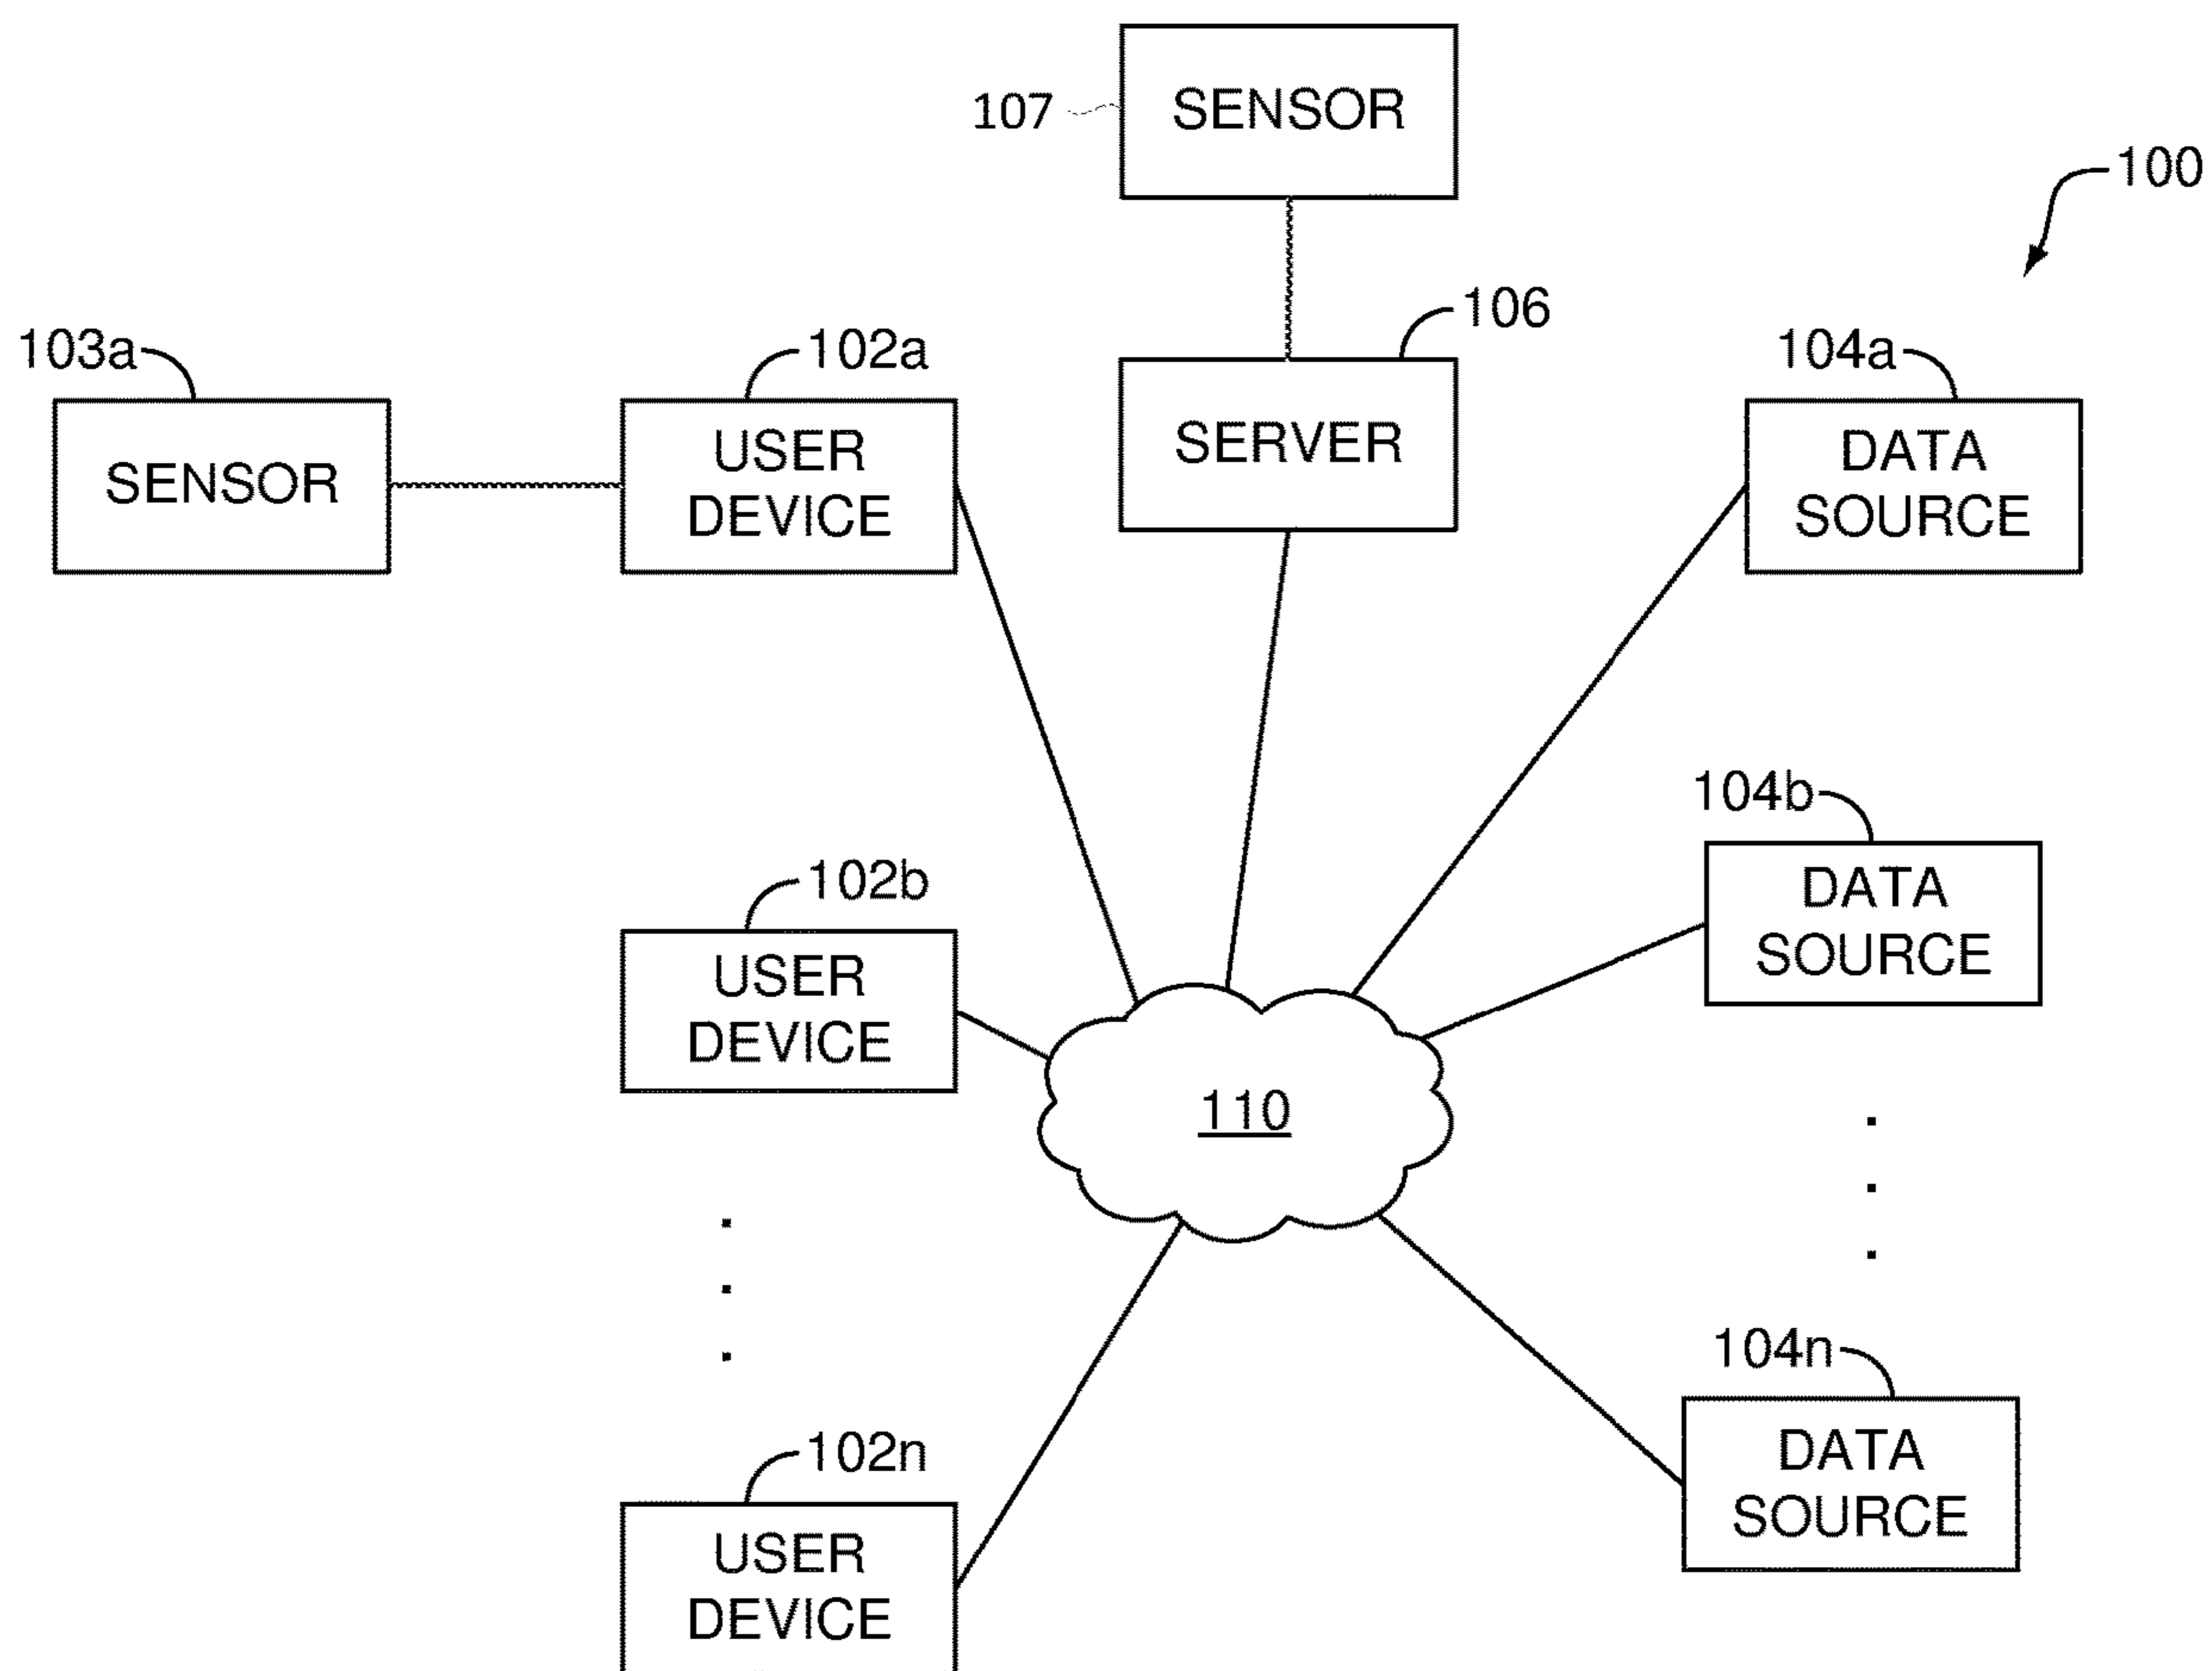 SENSOR
107
100
106
103a
102a
104a
SENSOR
USER
DEVICE
SERVER
DATA
SOURCE
104b
102b
DATA
SOURCE
USER
DEVICE
110
104n
102n
DATA
SOURCE
USER
DEVICE